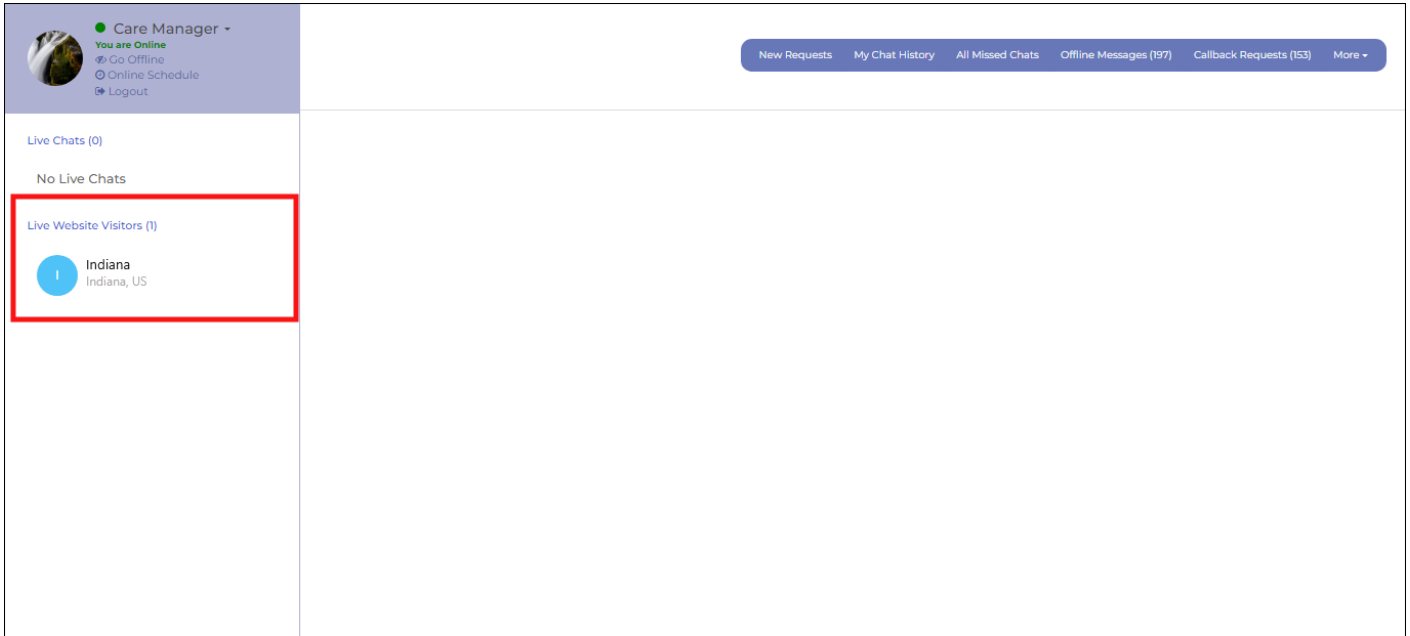 Care Manager
You are Online
Go Offline
Online Schedule
Logout
New Requests My Chat History All Missed Chats Offline Messages (197) Callback Requests (153) More
Live Chats (0)
No Live Chats
Live Website Visitors (1)
I
Indiana
Indiana, US